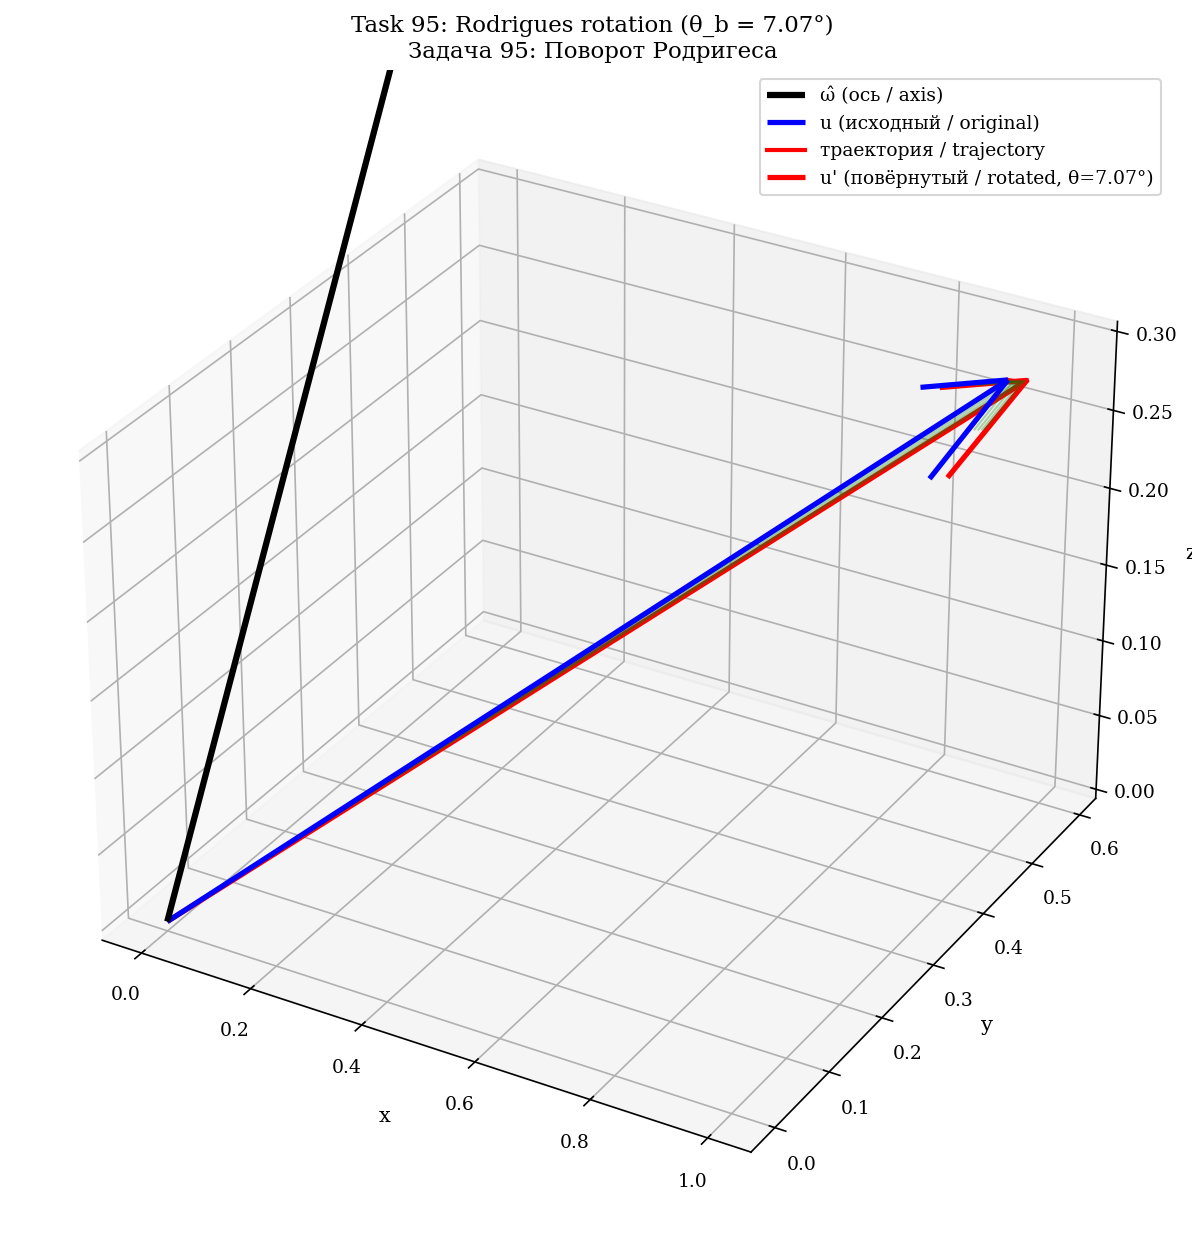 Task 95: Rodrigues rotation (θ_b = 7.07°)
Задача 95: Поворот Родригеса
ω̂ (ось / axis)
u (исходный / original)
траектория / trajectory
u' (повёрнутый / rotated, θ=7.07°)
0.30
0.25
0.20
z
0.15
0.10
0.05
0.00
0.6
0.5
0.4
0.3
y
0.2
0.1
0.0
0.0
0.2
0.4
x
0.6
0.8
1.0